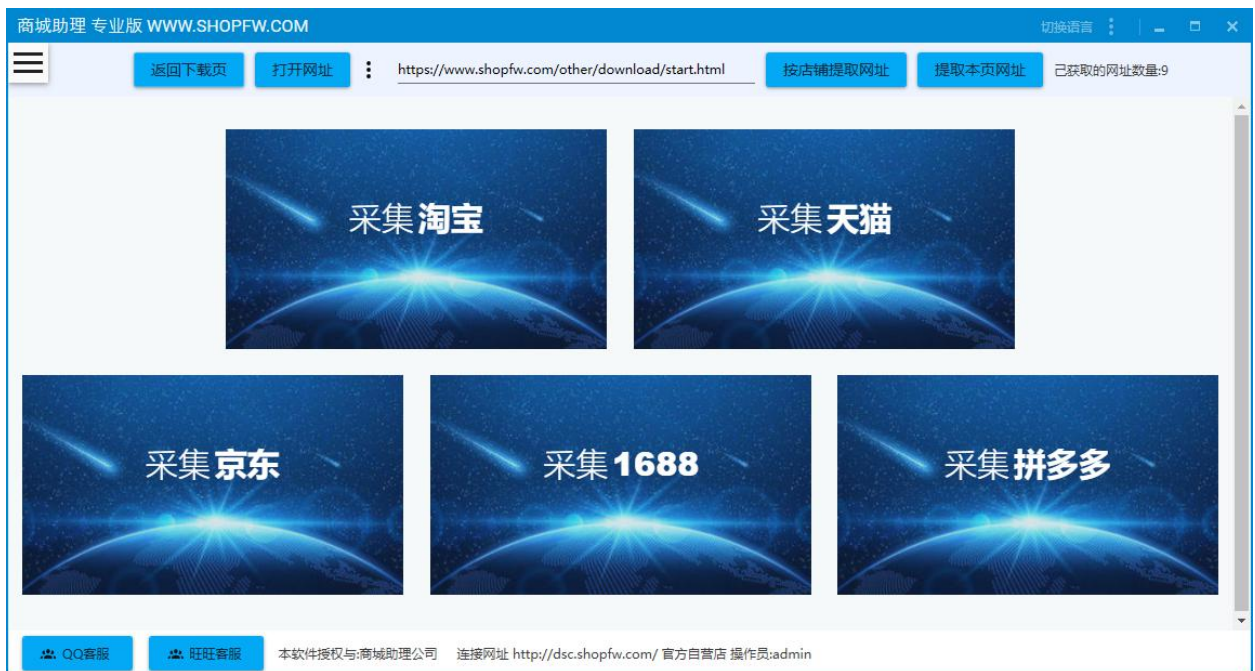 商城助理 专业版 WWW.SHOPFW.COM 切换语言
返回下载页 打开网址 https://www.shopfw.com/other/download/start.html 按店铺提取网址 提取本页网址 已获取的网址数量:9
采集淘宝 采集天猫
采集京东 采集1688 采集拼多多
QQ客服 旺旺客服 本软件授权与:商城助理公司 连接网址 http://dsc.shopfw.com/ 官方自营店 操作员:admin